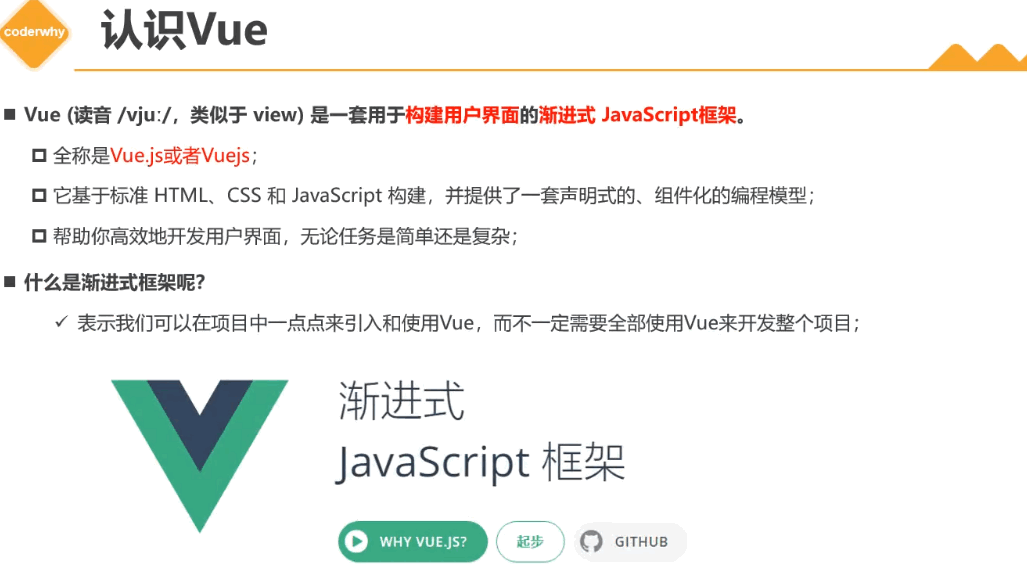 coderwhy
认识Vue
Vue (读音 /vjuː/，类似于 view) 是一套用于构建用户界面的渐进式 JavaScript框架。
全称是Vue.js或者Vuejs；
它基于标准 HTML、CSS 和 JavaScript 构建，并提供了一套声明式的、组件化的编程模型；
帮助你高效地开发用户界面，无论任务是简单还是复杂；
什么是渐进式框架呢？
✓ 表示我们可以在项目中一点点来引入和使用Vue，而不一定需要全部使用Vue来开发整个项目；
渐进式
JavaScript 框架
WHY VUE.JS? 起步 GITHUB